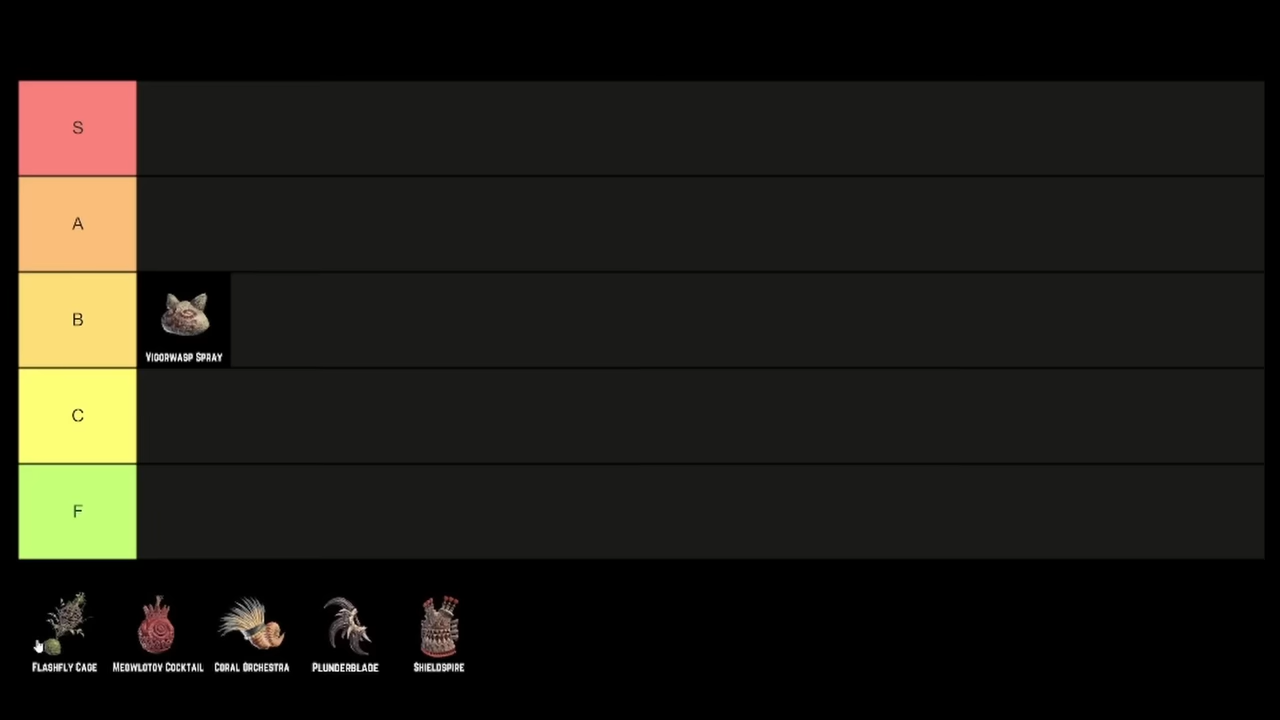 S
A
B
Vigorwasp Spray
C
F
Flashfly Cage
Meowlotov Cocktail
Coral Orchestra
Plunderblade
Shieldspire